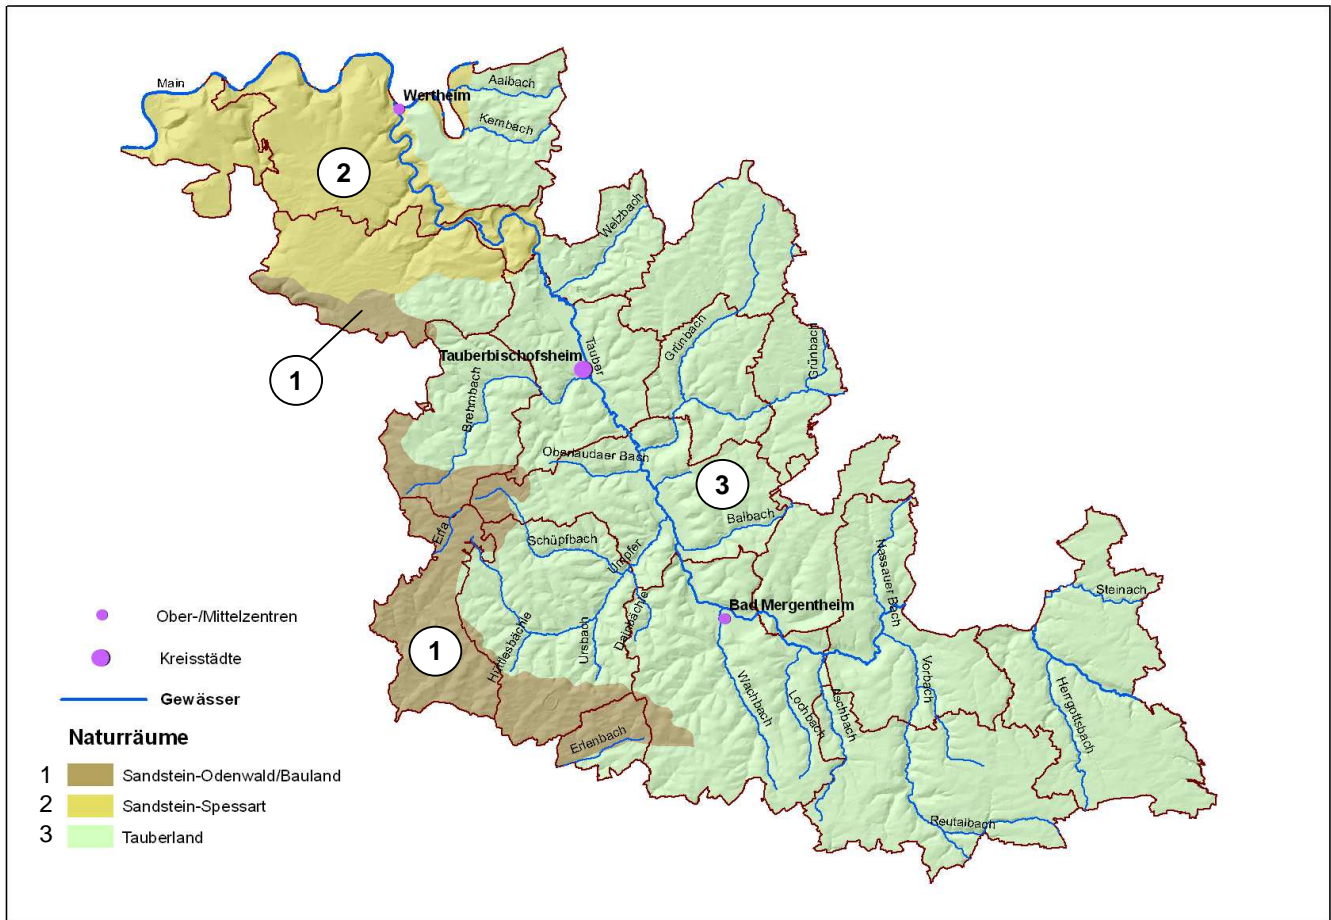 Main
Wertheim
Aalbach
Kembach
2
Welzbach
1
Tauberbischofsheim
Tauber
Grünbach
Grünbach
Brehmbach
Oberlaudaer Bach
3
Balbach
Erfa
Schüpfbach
Umpfer
Nassauer Bach
Steinach
Bad Mergentheim
1
Hüttlesbächle
Ursbach
Dainbächle
Wachbach
Lochbach
Aschbach
Vorbach
Herrgottsbach
Erlenbach
Reutalbach
Ober-/Mittelzentren
Kreisstädte
Gewässer
Naturräume
1 Sandstein-Odenwald/Bauland
2 Sandstein-Spessart
3 Tauberland